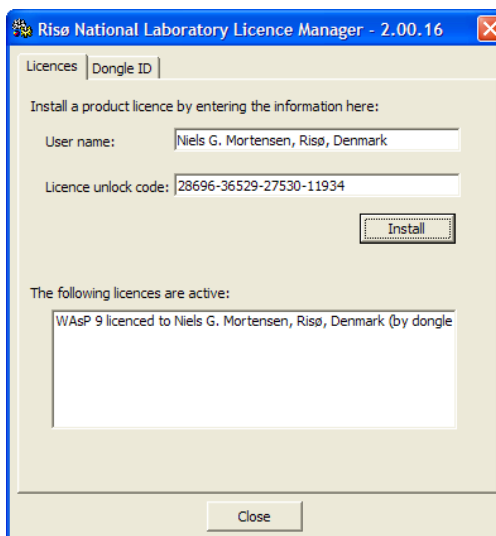 Risø National Laboratory Licence Manager - 2.00.16
Licences Dongle ID
Install a product licence by entering the information here:
User name: Niels G. Mortensen, Risø, Denmark
Licence unlock code: 28696-36529-27530-11934
Install
The following licences are active:
WAsP 9 licenced to Niels G. Mortensen, Risø, Denmark (by dongle
Close